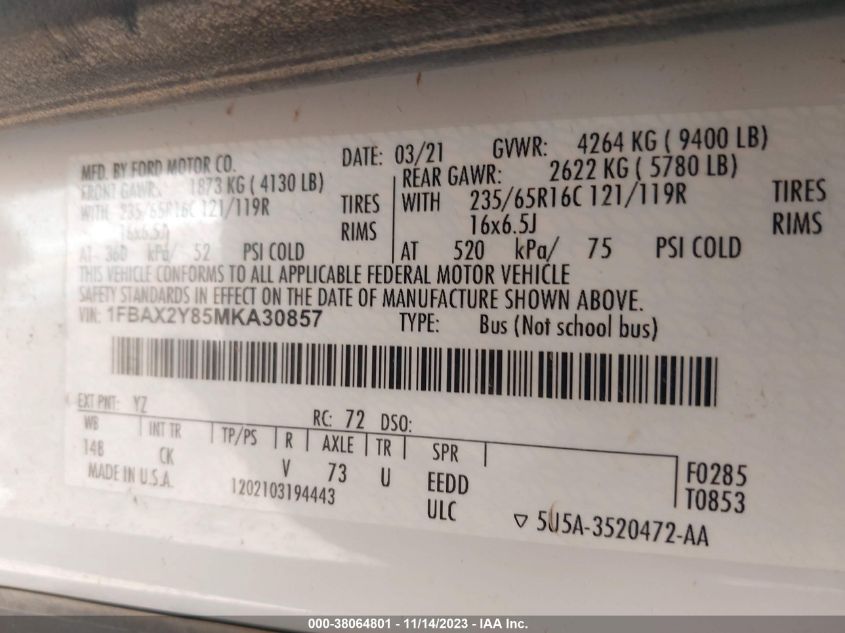 MFD. BY FORD MOTOR CO. DATE: 03/21 GVWR: 4264 KG ( 9400 LB)
FRONT GAWR: 1873 KG ( 4130 LB) REAR GAWR: 2622 KG ( 5780 LB)
WITH 235/65R16C 121/119R TIRES WITH 235/65R16C 121/119R TIRES
16x6.5J RIMS 16x6.5J RIMS
AT 360 kPa/ 52 PSI COLD AT 520 kPa/ 75 PSI COLD
THIS VEHICLE CONFORMS TO ALL APPLICABLE FEDERAL MOTOR VEHICLE
SAFETY STANDARDS IN EFFECT ON THE DATE OF MANUFACTURE SHOWN ABOVE.
VIN: 1FBAX2Y85MKA30857 TYPE: Bus (Not school bus)
EXT PNT: YZ RC: 72 DSO:
WB INT TR TP/PS R AXLE TR SPR
148 CK V 73 U EEDD F0285
MADE IN U.S.A. 1202103194443 ULC T0853
▽ 5U5A-3520472-AA
000-38064801 - 11/14/2023 - IAA Inc.